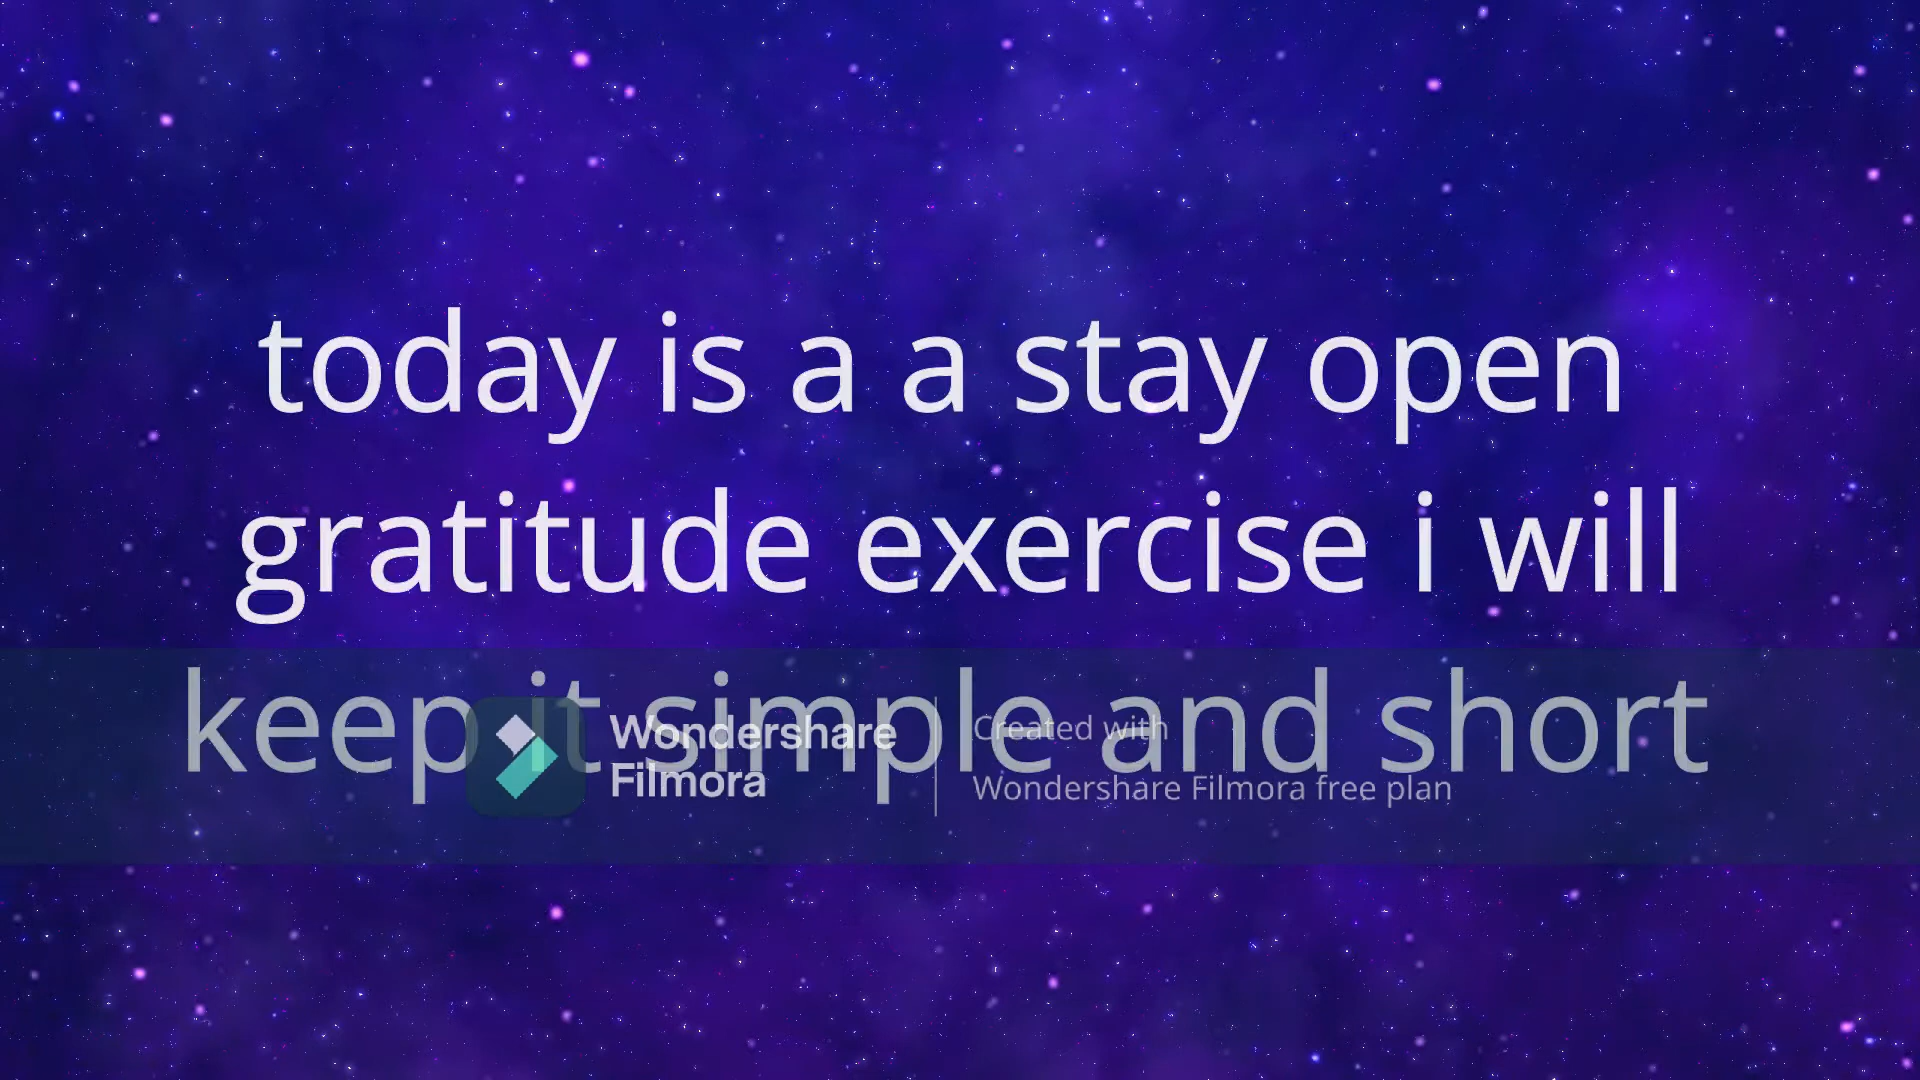 today is a a stay open
gratitude exercise i will
keep it simple and short
Wondershare
Filmora
Created with
Wondershare Filmora free plan